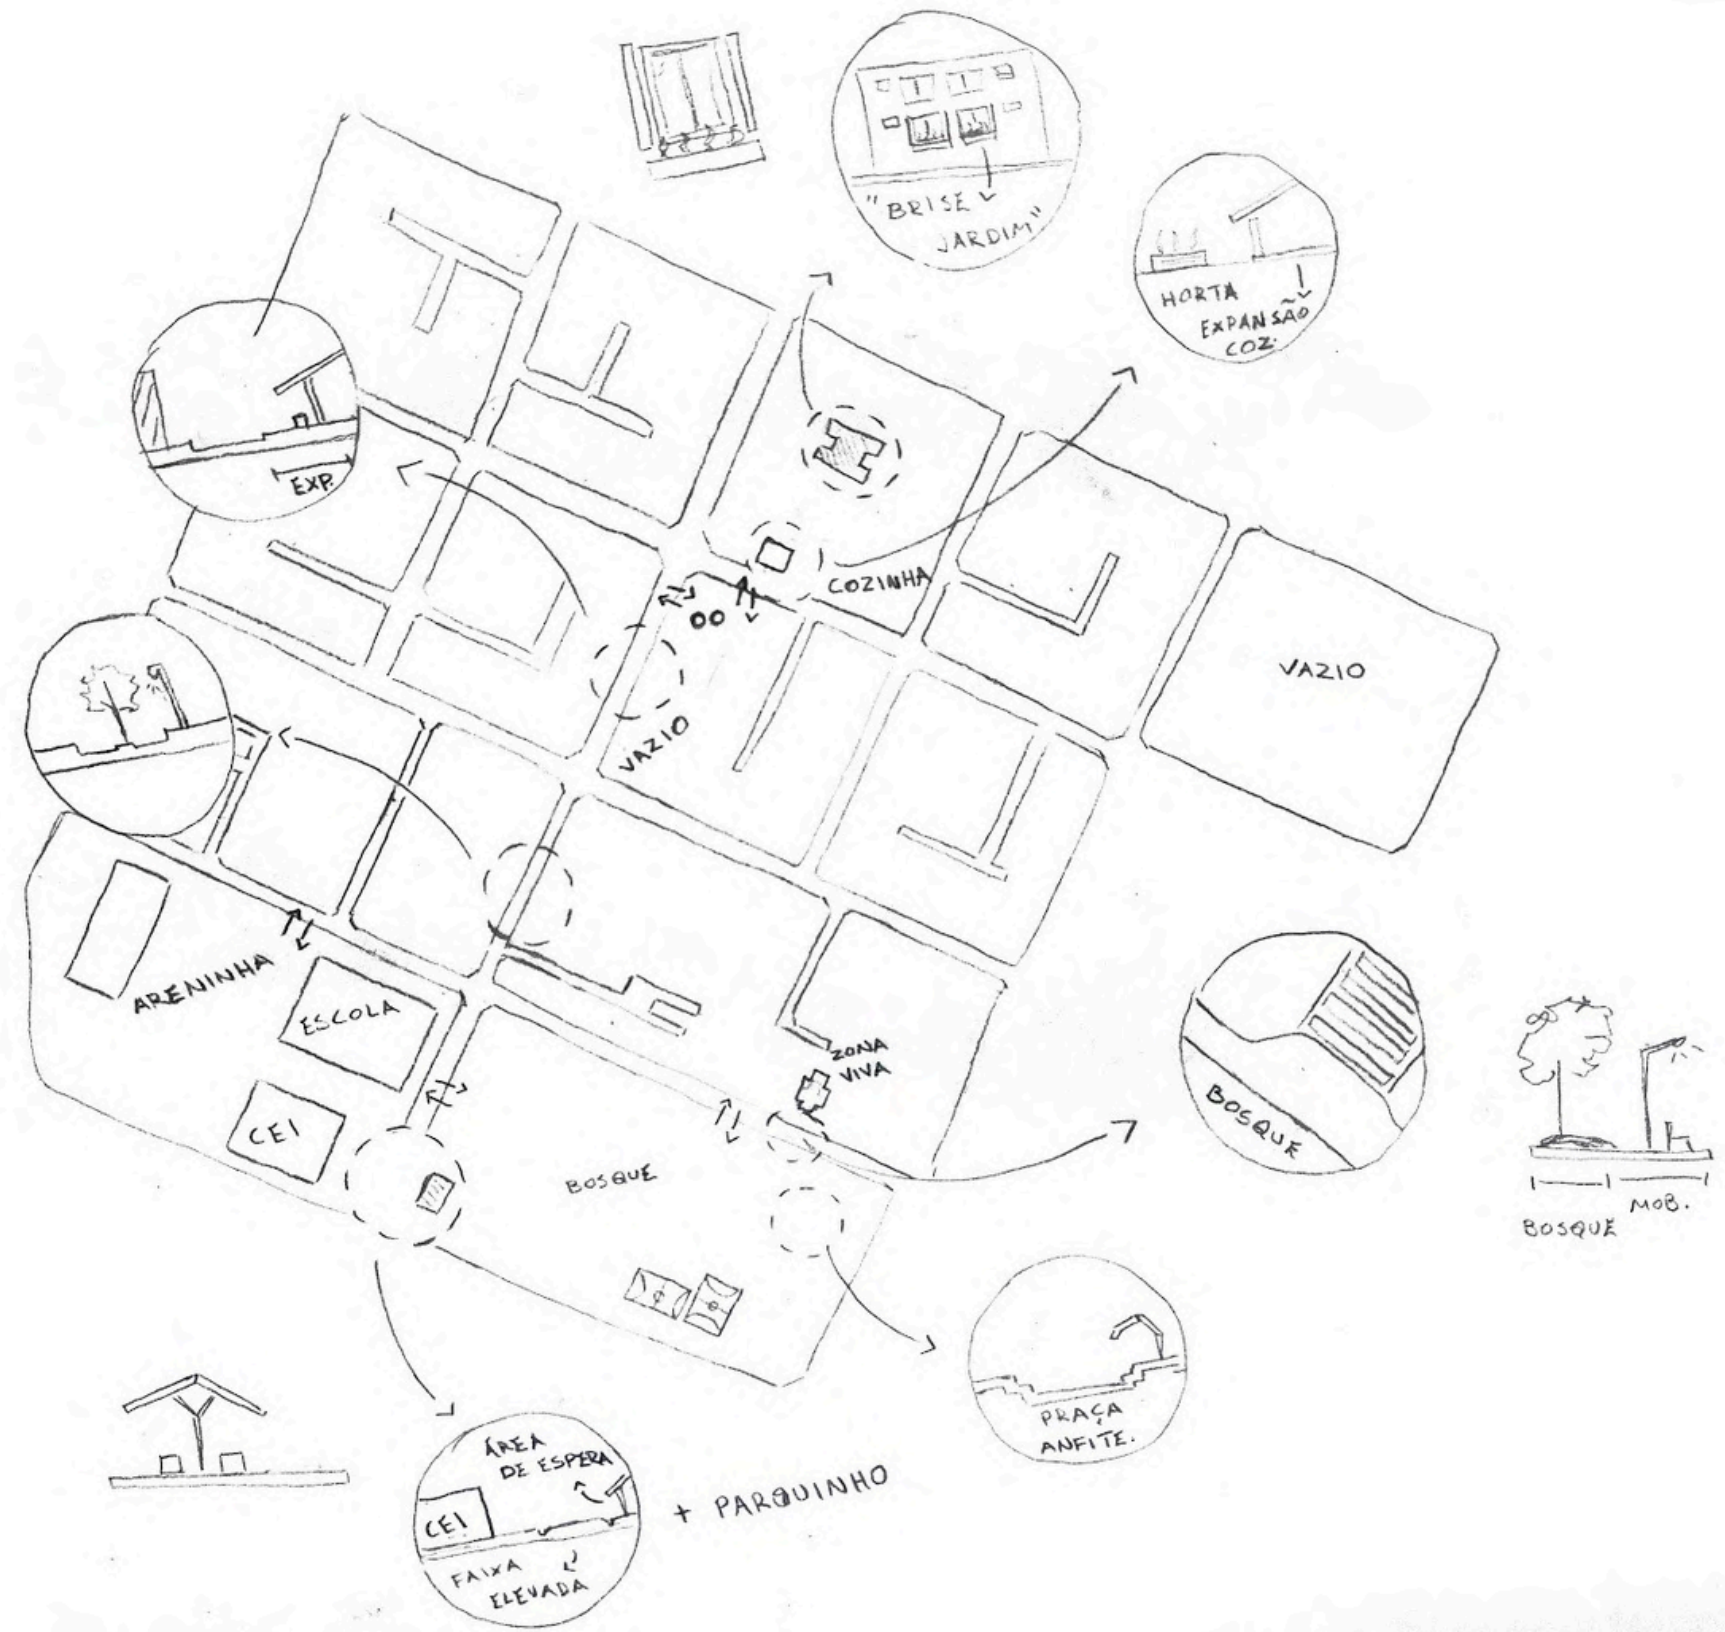 "BRISE
JARDIM"
HORTA
EXPANSÃO
COZ.
EXP.
COZINHA
VAZIO
VAZIO
ARENINHA
ESCOLA
ZONA
VIVA
CEI
BOSQUE
BOSQUE
BOSQUE
MOB.
PRAÇA
ANFITE.
ÁREA
DE ESPERA
CEI
FAIXA
ELEVADA
+ PARQUINHO